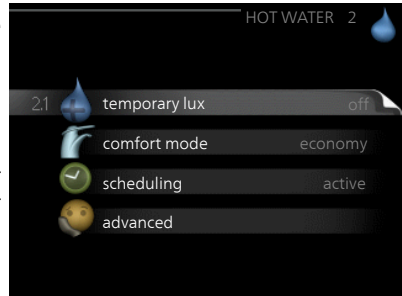 HOT WATER 2
2.1 temporary lux off
comfort mode economy
scheduling active
advanced